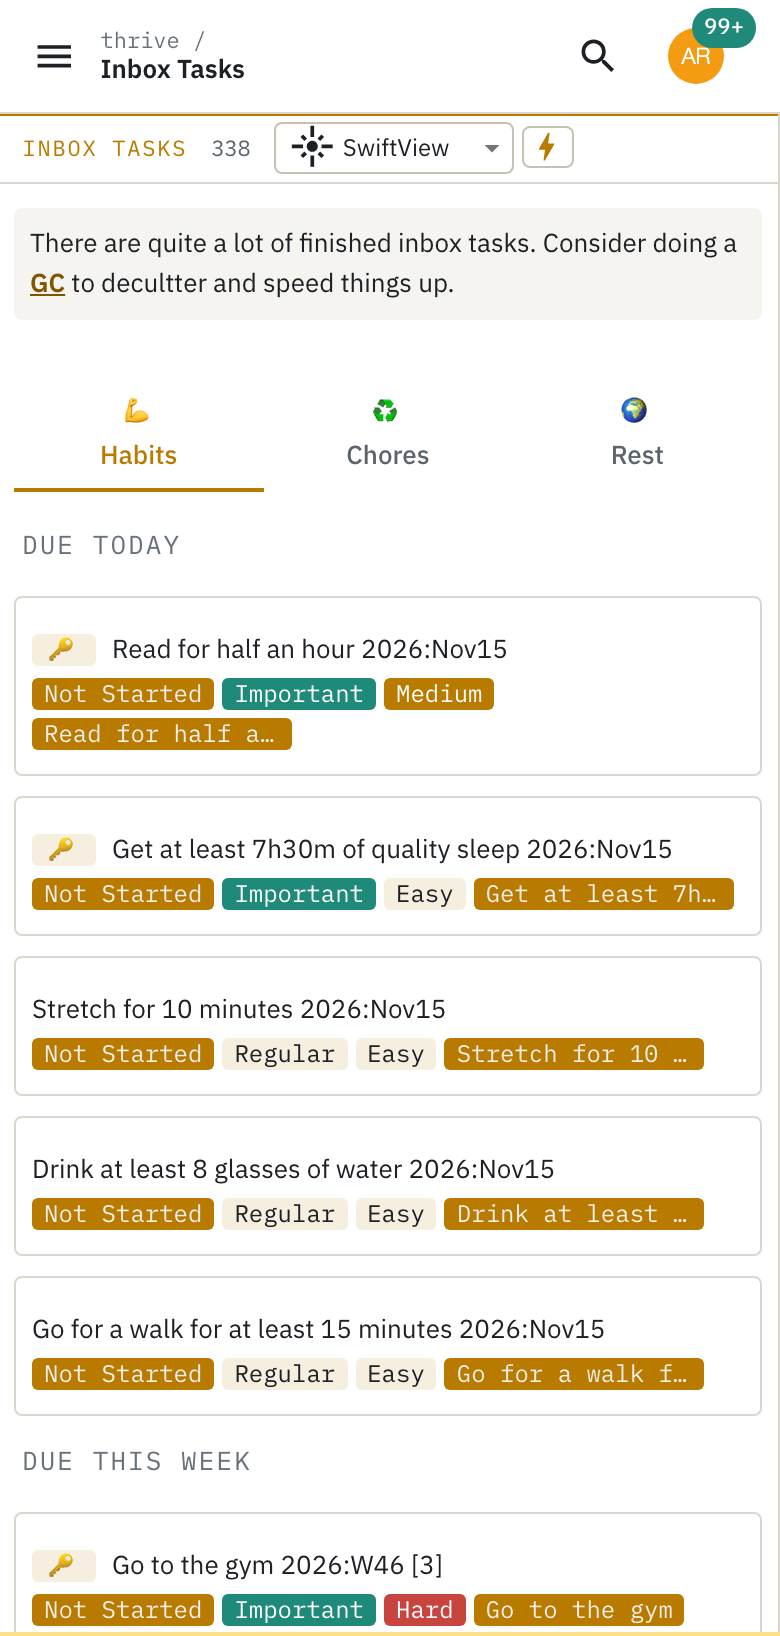 thrive /
Inbox Tasks
AR
99+
INBOX TASKS 338
SwiftView
There are quite a lot of finished inbox tasks. Consider doing a
GC to decultter and speed things up.
Habits
Chores
Rest
DUE TODAY
Read for half an hour 2026:Nov15
Not Started Important Medium
Read for half a…
Get at least 7h30m of quality sleep 2026:Nov15
Not Started Important Easy Get at least 7h…
Stretch for 10 minutes 2026:Nov15
Not Started Regular Easy Stretch for 10 …
Drink at least 8 glasses of water 2026:Nov15
Not Started Regular Easy Drink at least …
Go for a walk for at least 15 minutes 2026:Nov15
Not Started Regular Easy Go for a walk f…
DUE THIS WEEK
Go to the gym 2026:W46 [3]
Not Started Important Hard Go to the gym